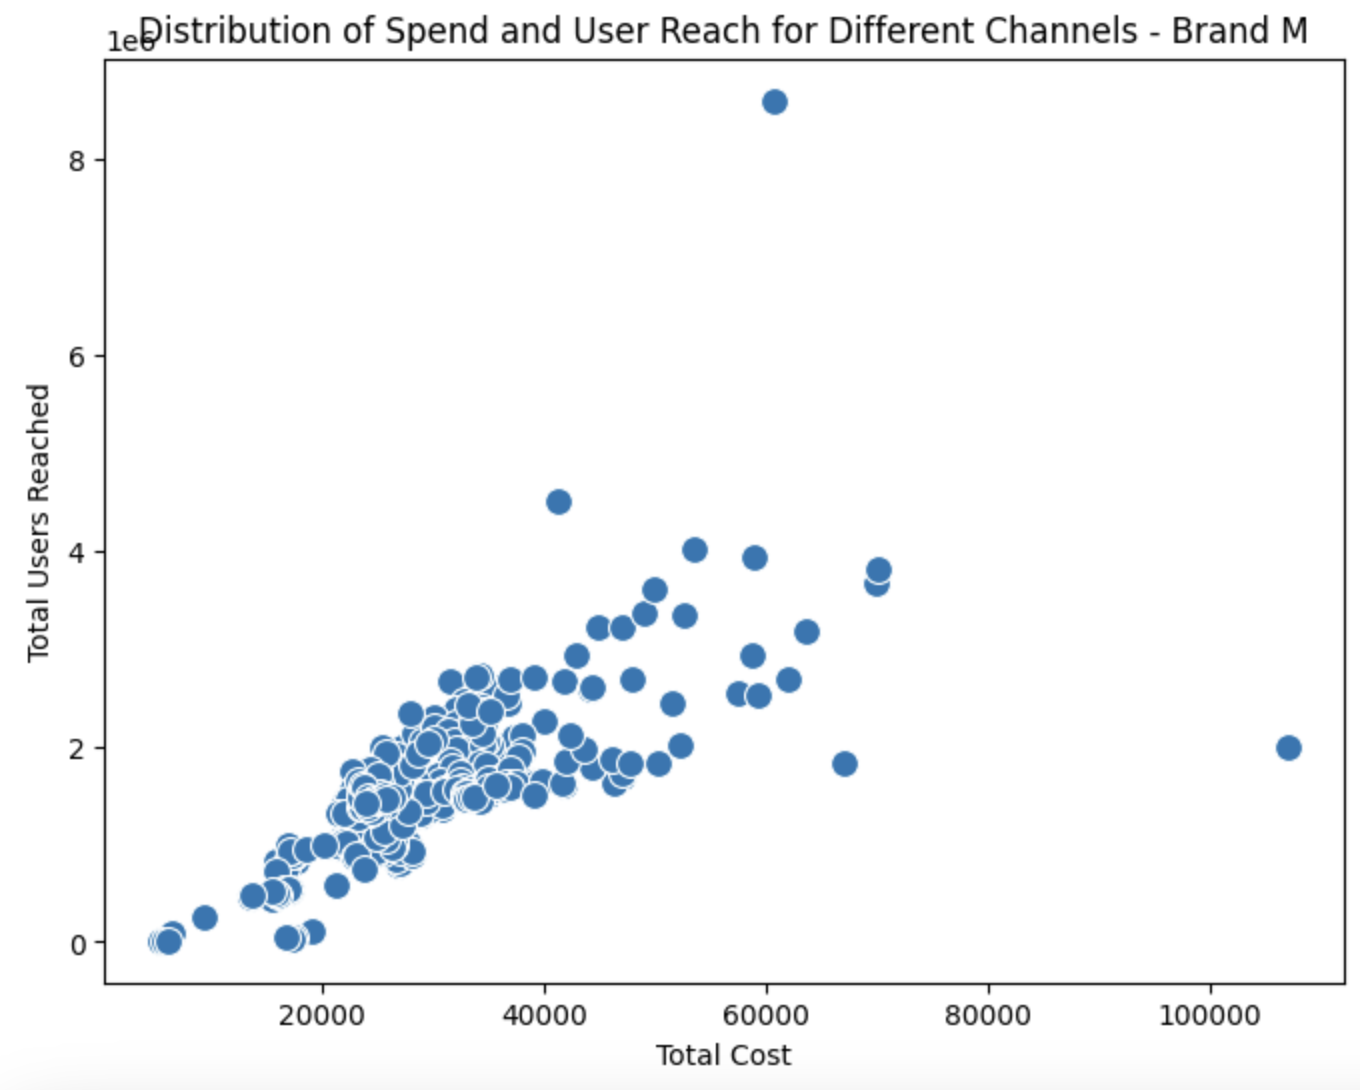 Distribution of Spend and User Reach for Different Channels - Brand M
1e6
8
6
4
2
0
Total Users Reached
20000 40000 60000 80000 100000
Total Cost